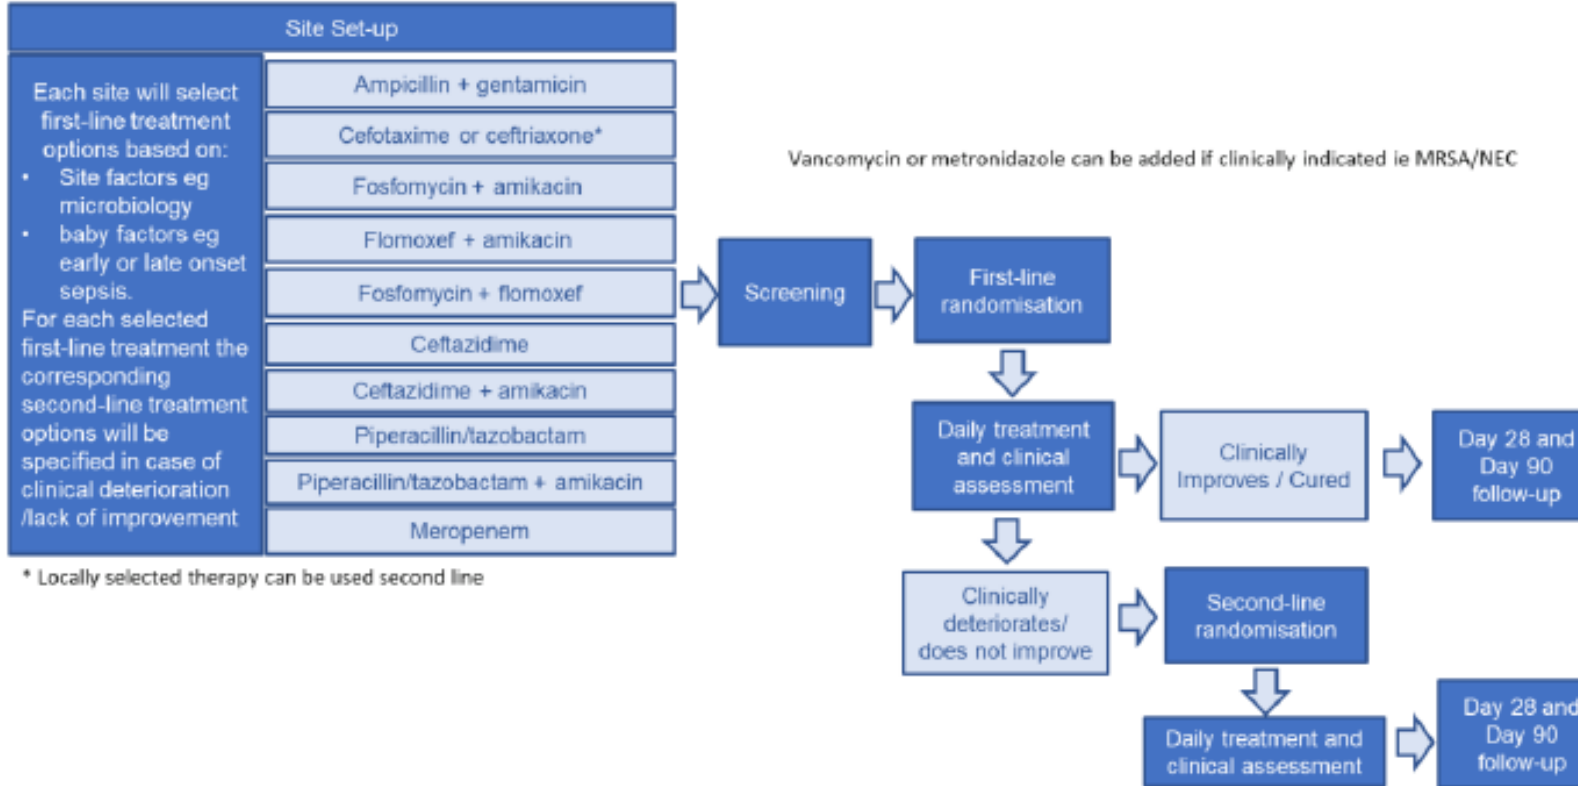 Site Set-up
Each site will select
first-line treatment
options based on:
• Site factors eg
microbiology
• baby factors eg
early or late onset
sepsis.
For each selected
first-line treatment the
corresponding
second-line treatment
options will be
specified in case of
clinical deterioration
/lack of improvement
Ampicillin + gentamicin
Cefotaxime or ceftriaxone*
Fosfomycin + amikacin
Flomoxef + amikacin
Fosfomycin + flomoxef
Ceftazidime
Ceftazidime + amikacin
Piperacillin/tazobactam
Piperacillin/tazobactam + amikacin
Meropenem
* Locally selected therapy can be used second line
Vancomycin or metronidazole can be added if clinically indicated ie MRSA/NEC
Screening
First-line
randomisation
Daily treatment
and clinical
assessment
Clinically
Improves / Cured
Day 28 and
Day 90
follow-up
Clinically
deteriorates/
does not improve
Second-line
randomisation
Daily treatment and
clinical assessment
Day 28 and
Day 90
follow-up